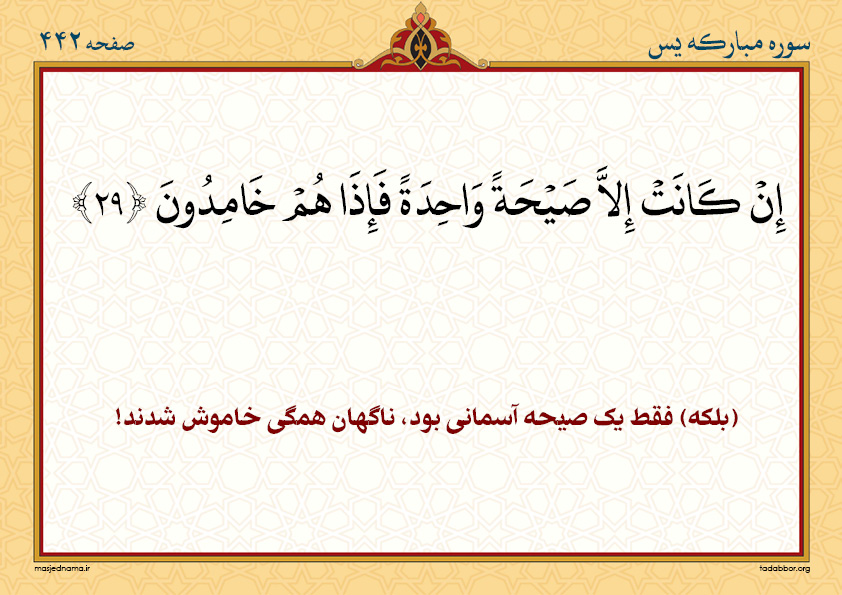 سوره مبارکه یس
صفحه ۴۴۲
إِنْ كَانَتْ إِلاَّ صَيْحَةً وَاحِدَةً فَإِذَا هُمْ خَامِدُونَ ﴿۲۹﴾
(بلکه) فقط یک صیحه آسمانی بود، ناگهان همگی خاموش شدند!
masjednama.ir
tadabbor.org